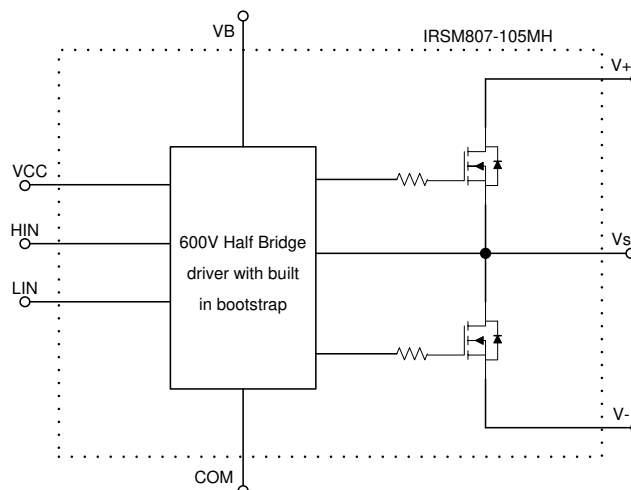 VB
IRSM807-105MH
V+
VCC
HIN
LIN
600V Half Bridge
driver with built
in bootstrap
Vs
V-
COM